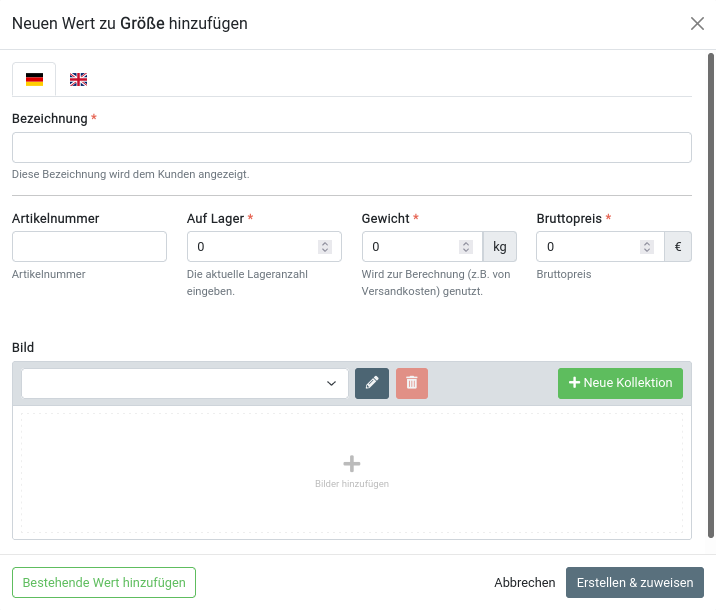 Neuen Wert zu Größe hinzufügen
Bezeichnung *
Diese Bezeichnung wird dem Kunden angezeigt.
Artikelnummer Auf Lager * Gewicht * Bruttopreis *
0 0 kg 0 €
Artikelnummer Die aktuelle Lageranzahl Wird zur Berechnung (z.B. von Bruttopreis
eingeben. Versandkosten) genutzt.
Bild
Neue Kollektion
Bilder hinzufügen
Bestehende Wert hinzufügen Abbrechen Erstellen & zuweisen